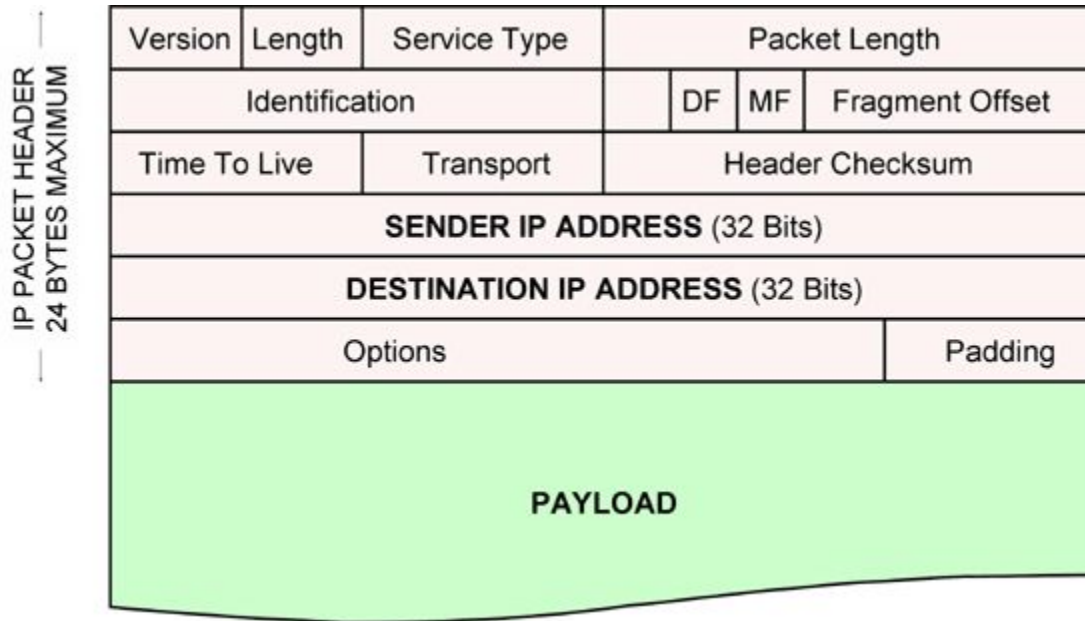 IP PACKET HEADER
24 BYTES MAXIMUM
Version Length Service Type Packet Length
Identification DF MF Fragment Offset
Time To Live Transport Header Checksum
SENDER IP ADDRESS (32 Bits)
DESTINATION IP ADDRESS (32 Bits)
Options Padding
PAYLOAD